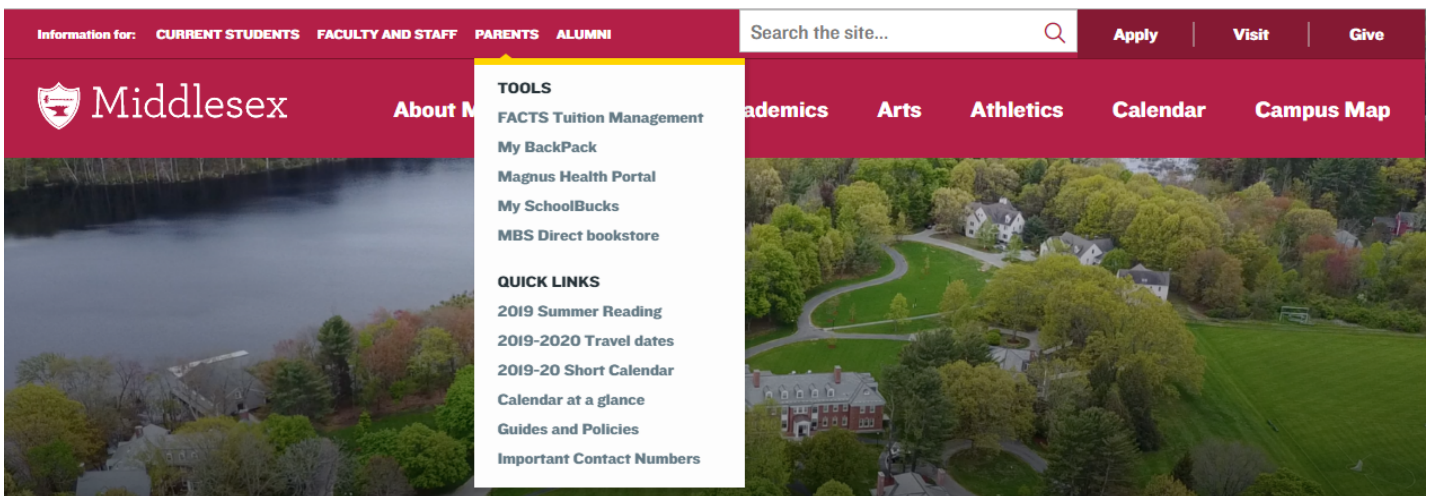 Information for: CURRENT STUDENTS FACULTY AND STAFF PARENTS ALUMNI
Search the site...
Apply Visit Give
Middlesex
About Arts Athletics Calendar Campus Map
TOOLS
FACTS Tuition Management
My BackPack
Magnus Health Portal
My SchoolBucks
MBS Direct bookstore
QUICK LINKS
2019 Summer Reading
2019-2020 Travel dates
2019-20 Short Calendar
Calendar at a glance
Guides and Policies
Important Contact Numbers